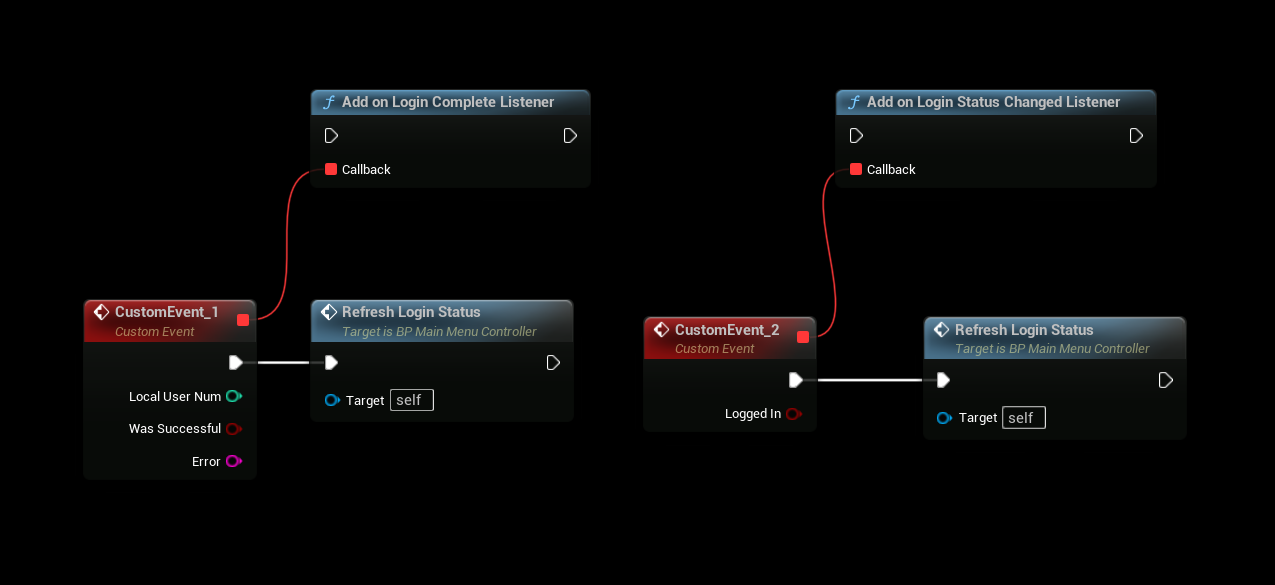 Add on Login Complete Listener
Callback
Add on Login Status Changed Listener
Callback
CustomEvent_1
Custom Event
Local User Num
Was Successful
Error
Refresh Login Status
Target is BP Main Menu Controller
Target self
CustomEvent_2
Custom Event
Logged In
Refresh Login Status
Target is BP Main Menu Controller
Target self